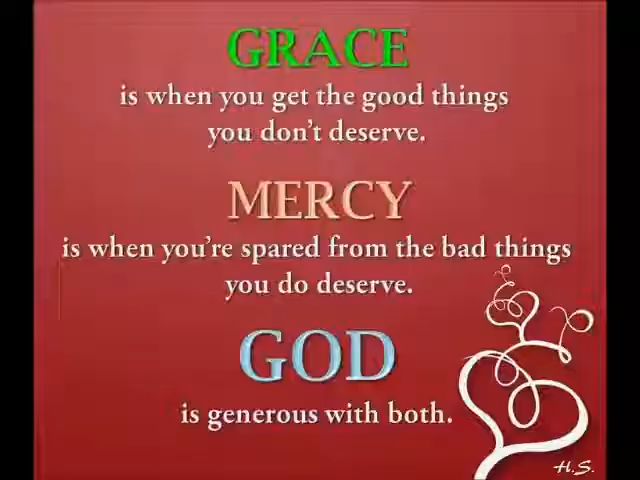 GRACE
is when you get the good things
you don't deserve.
MERCY
is when you're spared from the bad things
you do deserve.
GOD
is generous with both.
H.S.